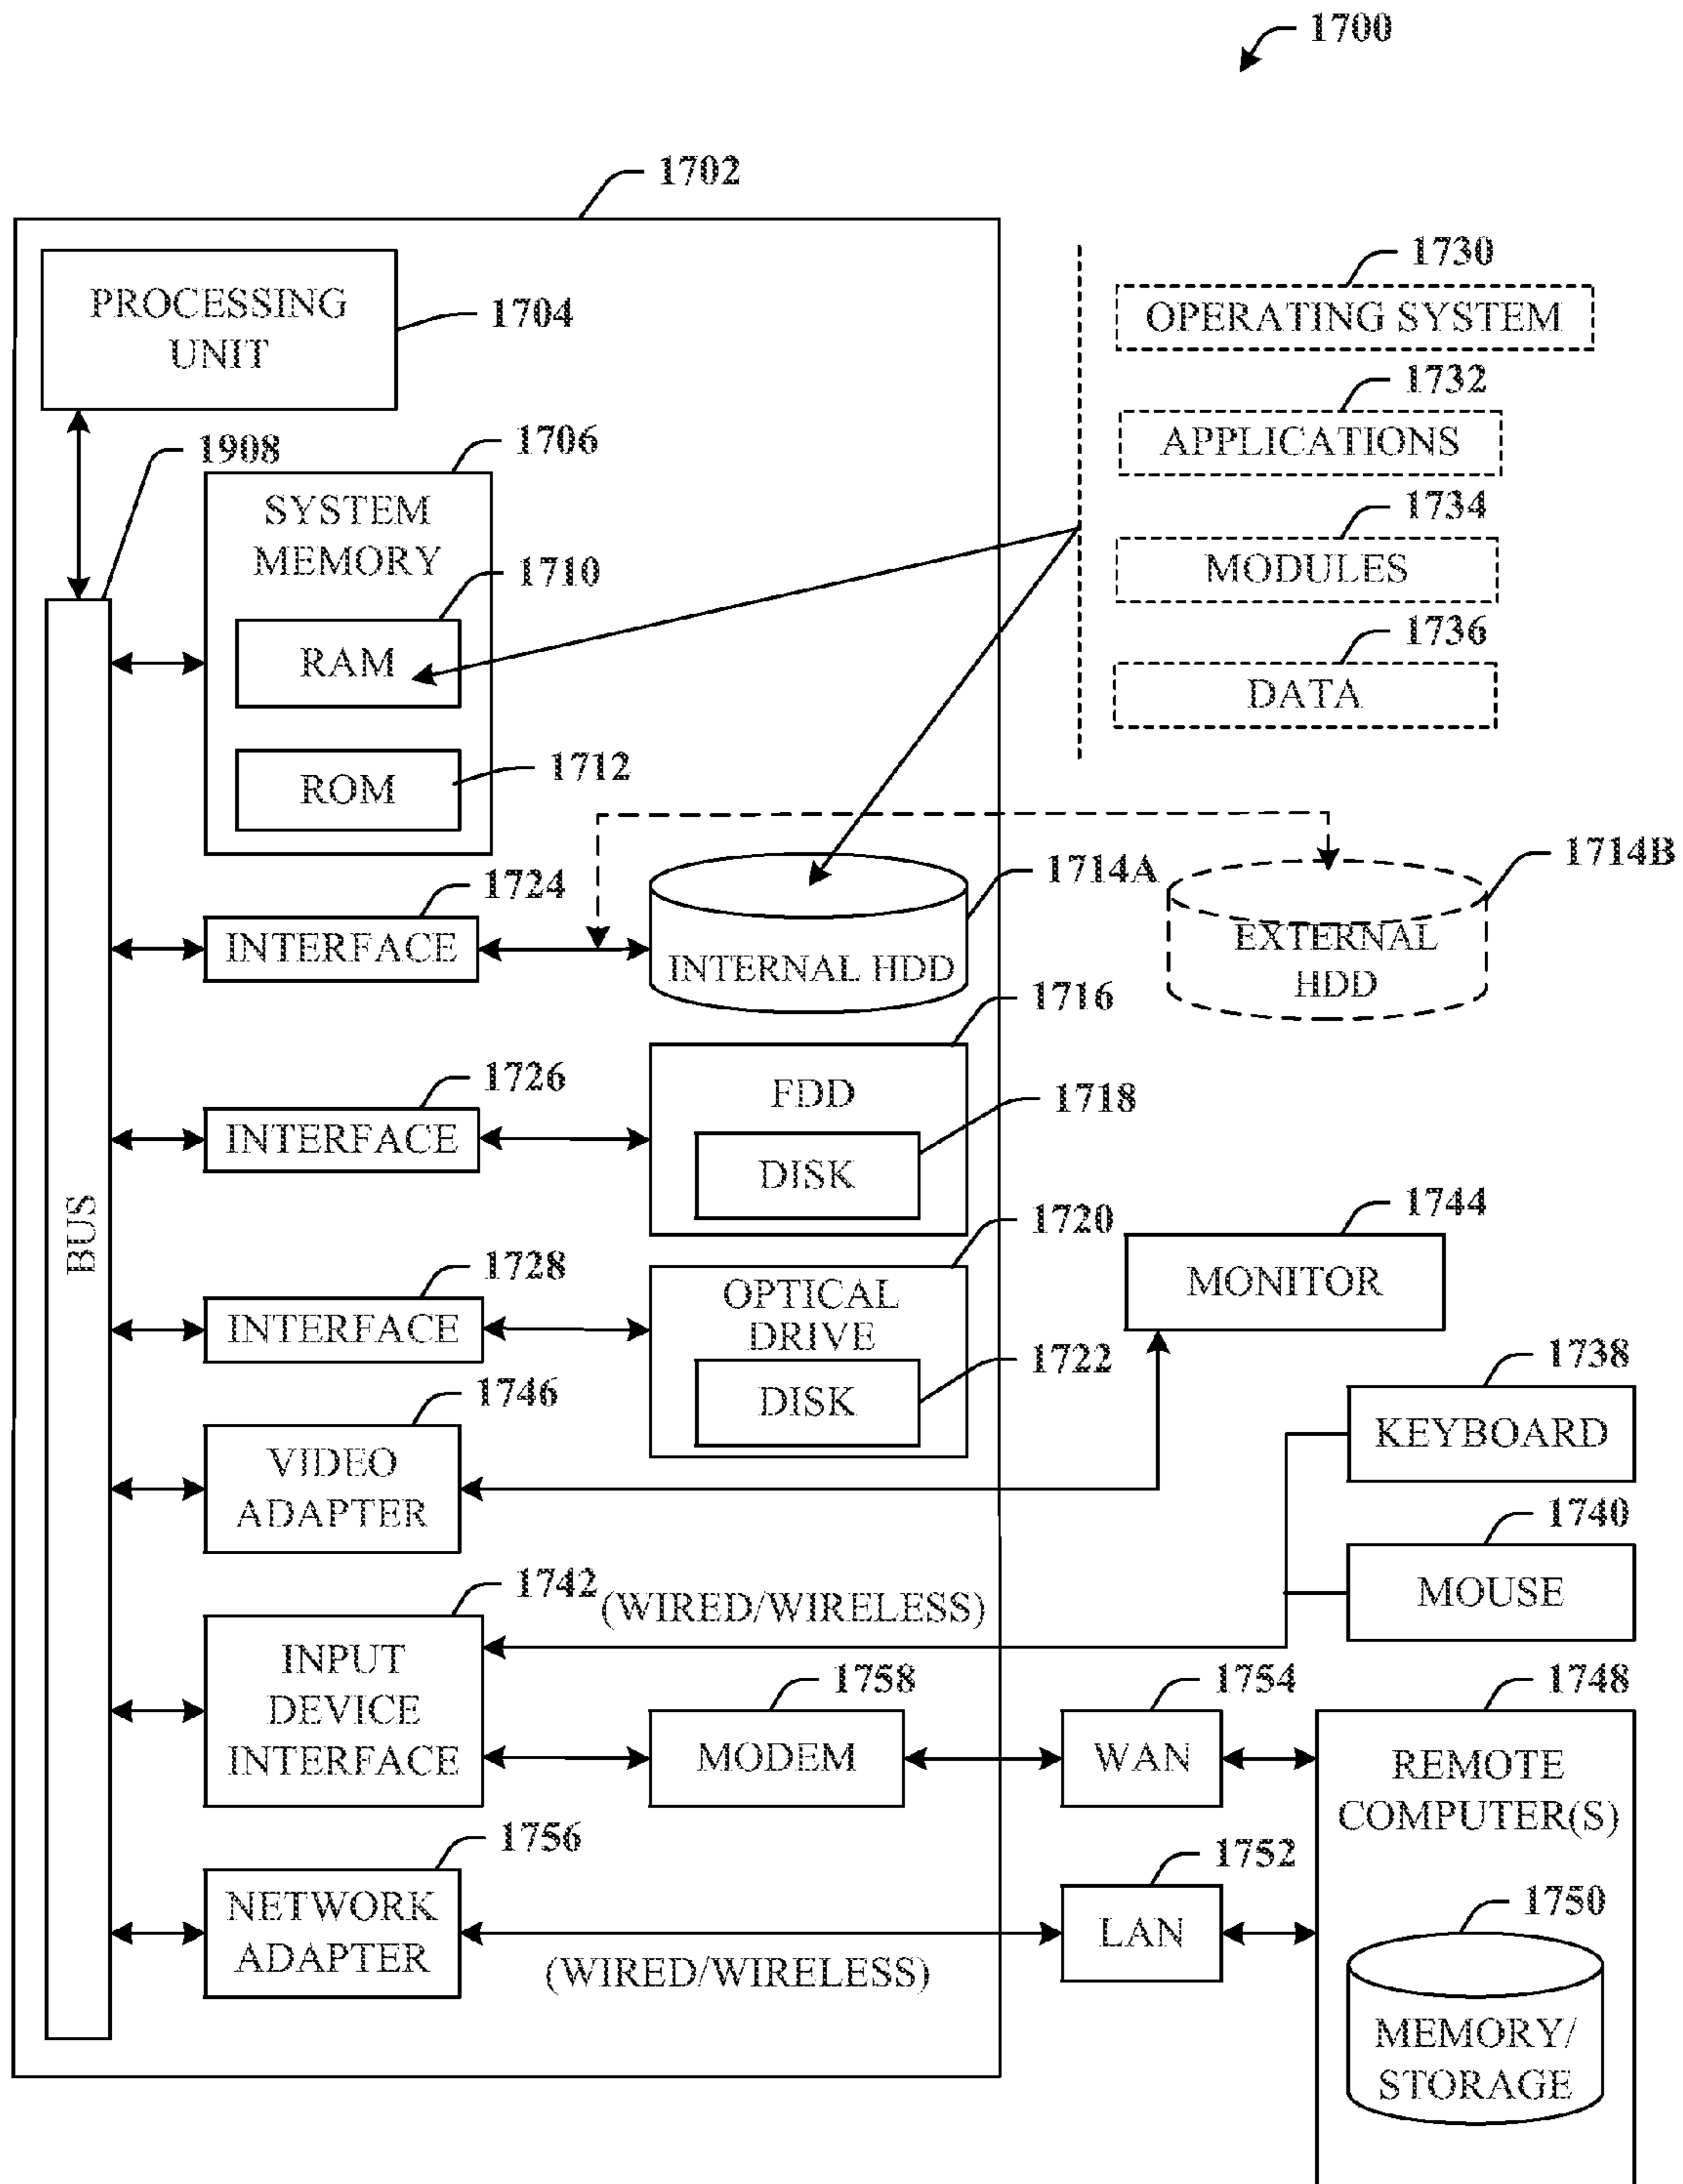 1700
1702
PROCESSING
UNIT
1704
1730
OPERATING SYSTEM
1732
APPLICATIONS
1734
MODULES
1736
DATA
1908
1706
SYSTEM
MEMORY
1710
RAM
1712
ROM
BUS
1724
INTERFACE
1714A
INTERNAL HDD
1714B
EXTERNAL
HDD
1726
INTERFACE
1716
FDD
1718
DISK
1728
INTERFACE
1720
OPTICAL
DRIVE
1722
DISK
1744
MONITOR
1746
VIDEO
ADAPTER
1738
KEYBOARD
1740
MOUSE
1742
(WIRED/WIRELESS)
INPUT
DEVICE
INTERFACE
1758
MODEM
1754
WAN
1748
REMOTE
COMPUTER(S)
1756
NETWORK
ADAPTER
(WIRED/WIRELESS)
1752
LAN
1750
MEMORY/
STORAGE